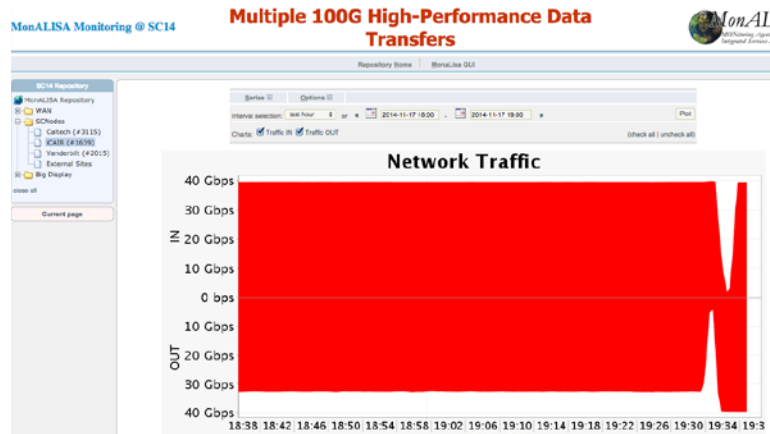 MonALISA Monitoring @ SC14
Multiple 100G High-Performance Data
Transfers
MonAL
Repository Home
MonaLisa GUI
SC14 Repository
MonALISA Repository
WAN
SCNodes
Caltech (#3115)
iCAIR (#1639)
Vanderbilt (#2015)
External Sites
Big Display
close all
Current page
Series
Options
Interval selection: last hour or « 2014-11-17 18:00 - 2014-11-17 19:00 » Plot
Charts: Traffic IN Traffic OUT (check all | uncheck all)
Network Traffic
40 Gbps
30 Gbps
20 Gbps
10 Gbps
0 bps
10 Gbps
20 Gbps
30 Gbps
40 Gbps
IN
OUT
18:38 18:42 18:46 18:50 18:54 18:58 19:02 19:06 19:10 19:14 19:18 19:22 19:26 19:30 19:34 19:3